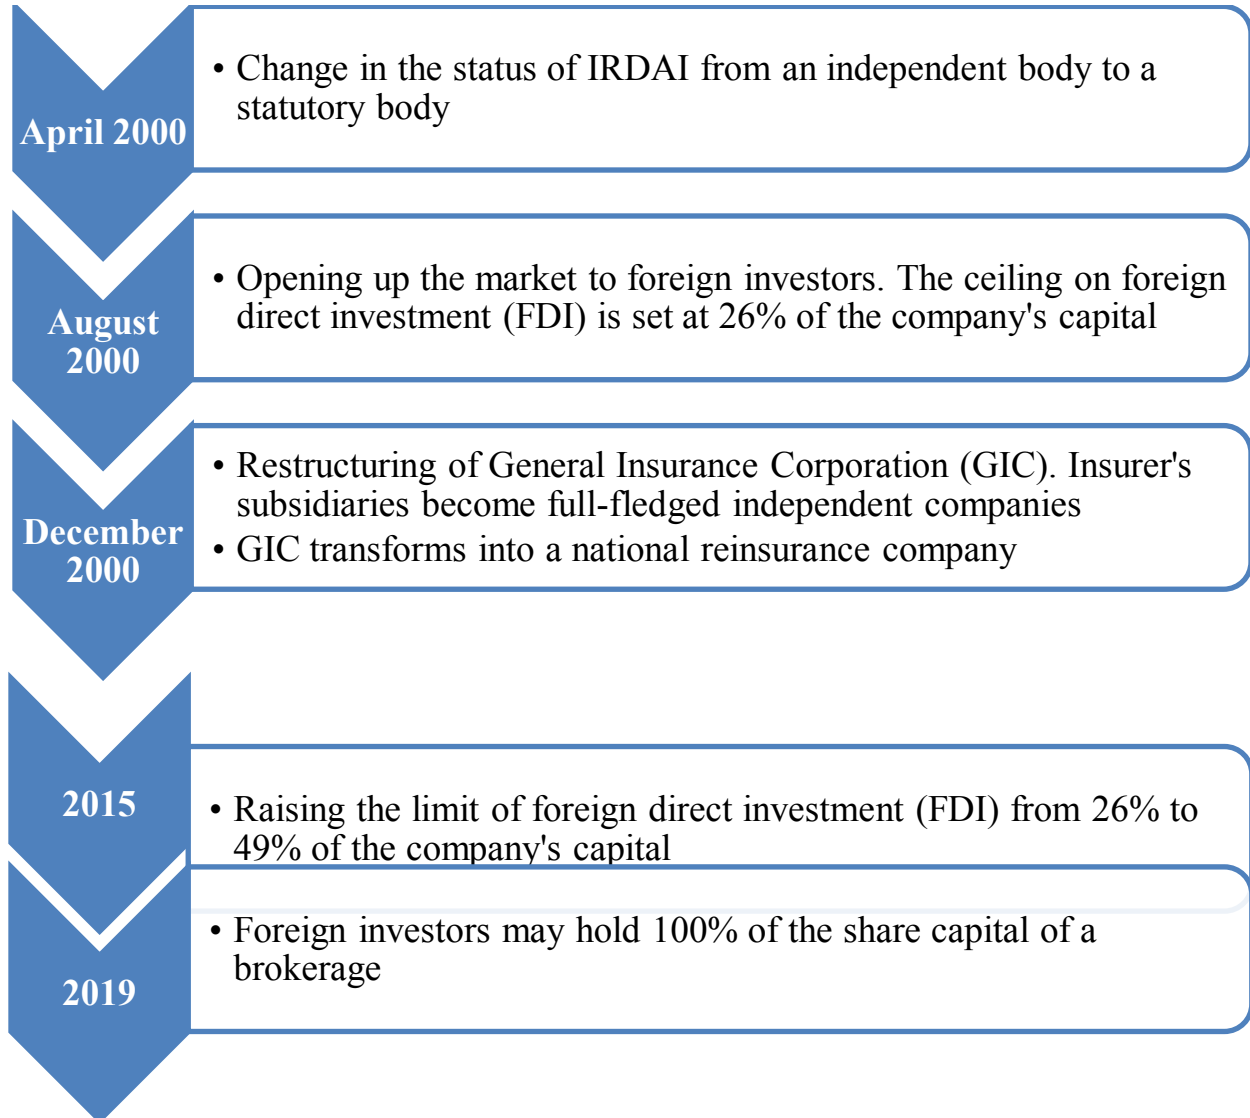 April 2000
• Change in the status of IRDAI from an independent body to a
statutory body
August
2000
• Opening up the market to foreign investors. The ceiling on foreign
direct investment (FDI) is set at 26% of the company's capital
December
2000
• Restructuring of General Insurance Corporation (GIC). Insurer's
subsidiaries become full-fledged independent companies
• GIC transforms into a national reinsurance company
2015
• Raising the limit of foreign direct investment (FDI) from 26% to
49% of the company's capital
2019
• Foreign investors may hold 100% of the share capital of a
brokerage